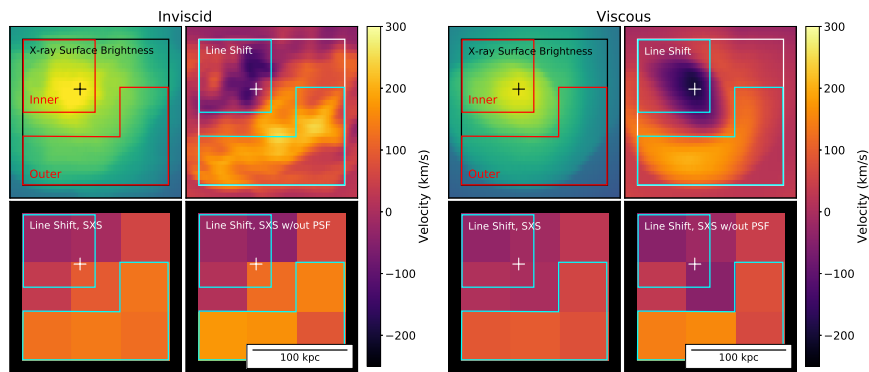 Inviscid
X-ray Surface Brightness
Inner
Outer
Line Shift
Line Shift, SXS
Line Shift, SXS w/out PSF
100 kpc
300
200
100
0
−100
−200
Velocity (km/s)
Viscous
X-ray Surface Brightness
Inner
Outer
Line Shift
Line Shift, SXS
Line Shift, SXS w/out PSF
100 kpc
300
200
100
0
−100
−200
Velocity (km/s)